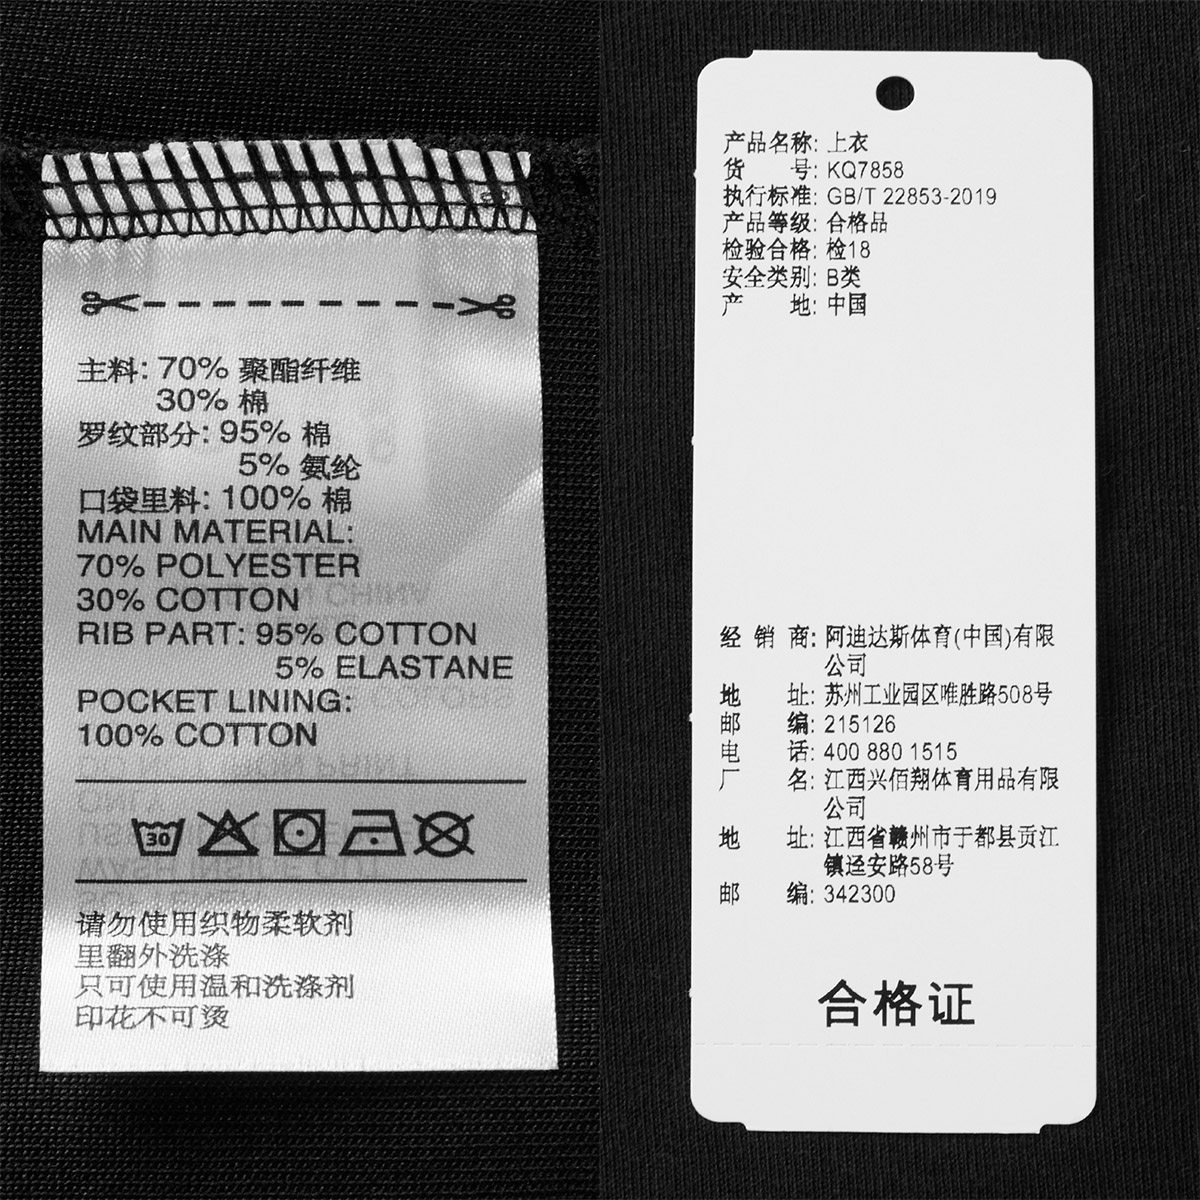 主料: 70% 聚酯纤维
30% 棉
罗纹部分: 95% 棉
5% 氨纶
口袋里料: 100% 棉
MAIN MATERIAL:
70% POLYESTER
30% COTTON
RIB PART: 95% COTTON
5% ELASTANE
POCKET LINING:
100% COTTON
30
请勿使用织物柔软剂
里翻外洗涤
只可使用温和洗涤剂
印花不可烫
产品名称: 上衣
货 号: KQ7858
执行标准: GB/T 22853-2019
产品等级: 合格品
检验合格: 检18
安全类别: B类
产 地: 中国
经 销 商: 阿迪达斯体育(中国)有限
公司
地 址: 苏州工业园区唯胜路508号
邮 编: 215126
电 话: 400 880 1515
厂 名: 江西兴佰翔体育用品有限
公司
地 址: 江西省赣州市于都县贡江
镇迳安路58号
邮 编: 342300
合格证